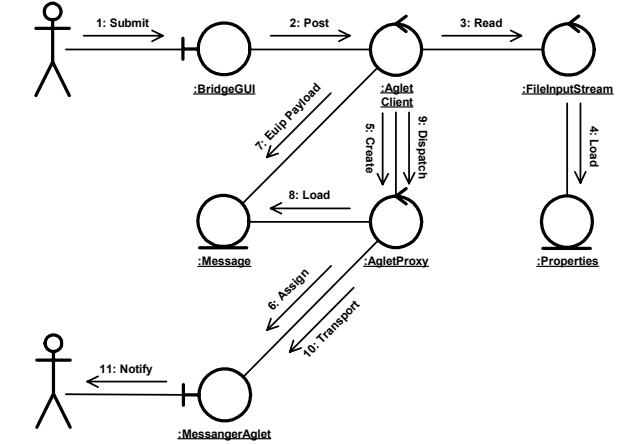 1: Submit
2: Post
3: Read
:BridgeGUI
:Aglet
Client
:FileInputStream
7: Euip Payload
5: Create
9: Dispatch
4: Load
8: Load
:Message
:AgletProxy
:Properties
6: Assign
10: Transport
11: Notify
:MessangerAglet